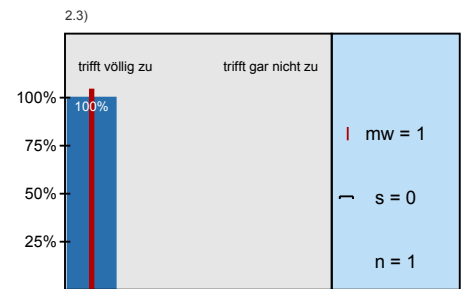 2.3)
trifft völlig zu trifft gar nicht zu
100%
100%
75%
mw = 1
50%
s = 0
25%
n = 1